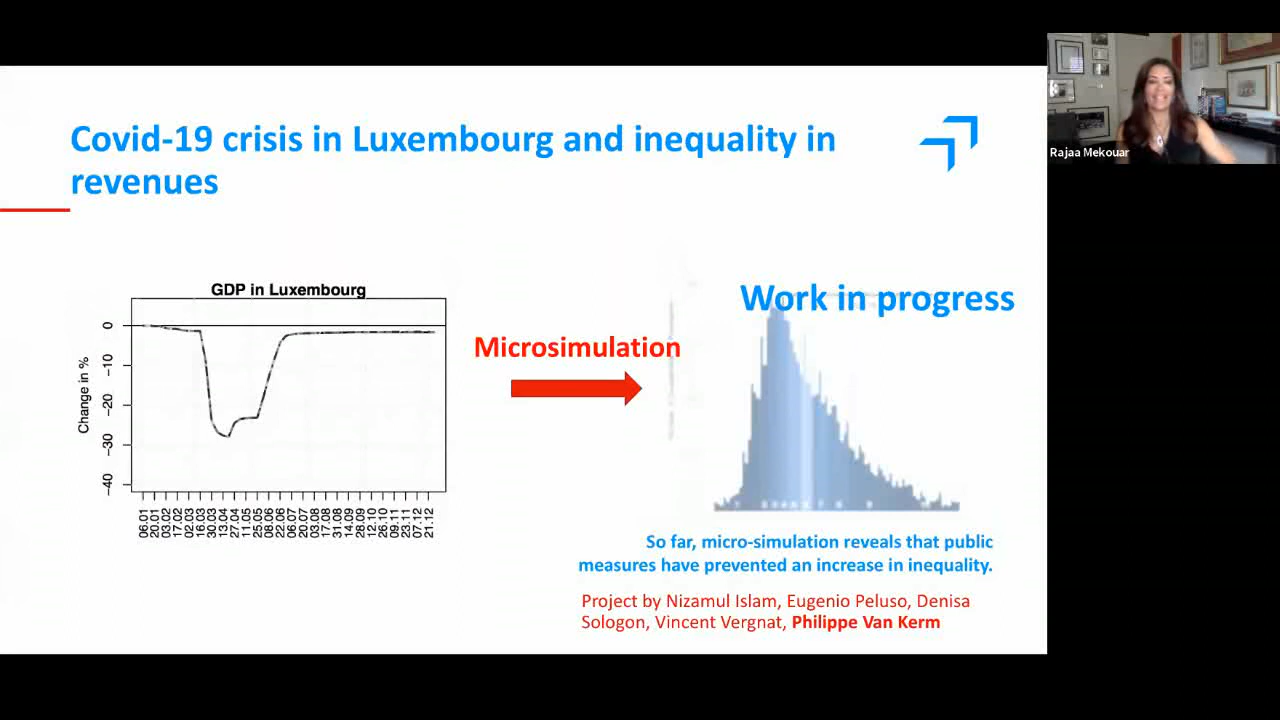 Covid-19 crisis in Luxembourg and inequality in
revenues
Rajaa Mekouar
GDP in Luxembourg
Change in %
0
-10
-20
-30
-40
06.01
20.01
03.02
17.02
02.03
16.03
30.03
13.04
27.04
11.05
25.05
08.06
22.06
06.07
20.07
03.08
17.08
31.08
14.09
28.09
12.10
26.10
09.11
23.11
07.12
21.12
Microsimulation
Work in progress
So far, micro-simulation reveals that public
measures have prevented an increase in inequality.
Project by Nizamul Islam, Eugenio Peluso, Denisa
Sologon, Vincent Vergnat, Philippe Van Kerm